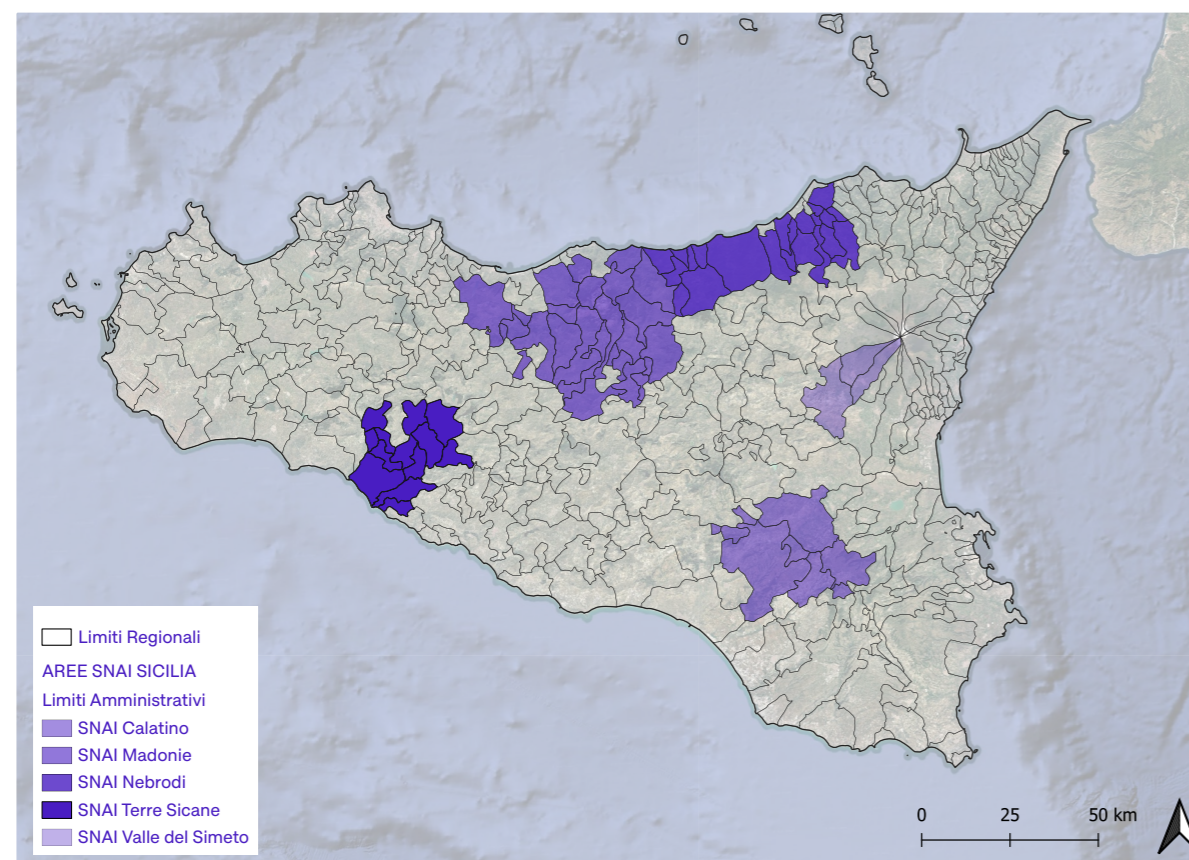 Limiti Regionali
AREE SNAI SICILIA
Limiti Amministrativi
SNAI Calatino
SNAI Madonie
SNAI Nebrodi
SNAI Terre Sicane
SNAI Valle del Simeto
0 25 50 km